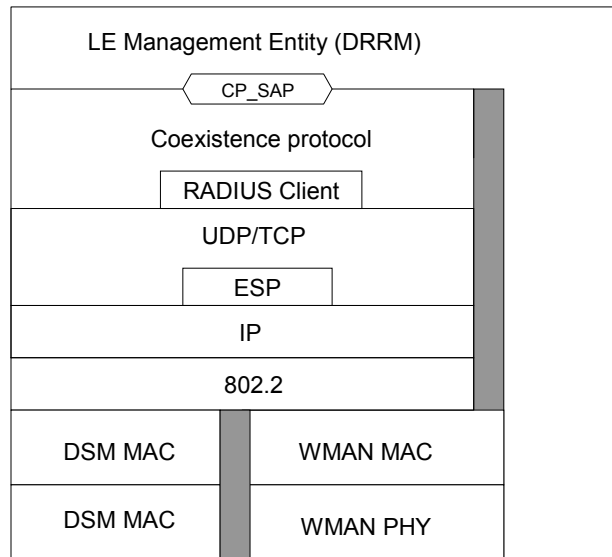 LE Management Entity (DRRM)
CP_SAP
Coexistence protocol
RADIUS Client
UDP/TCP
ESP
IP
802.2
DSM MAC
WMAN MAC
DSM MAC
WMAN PHY